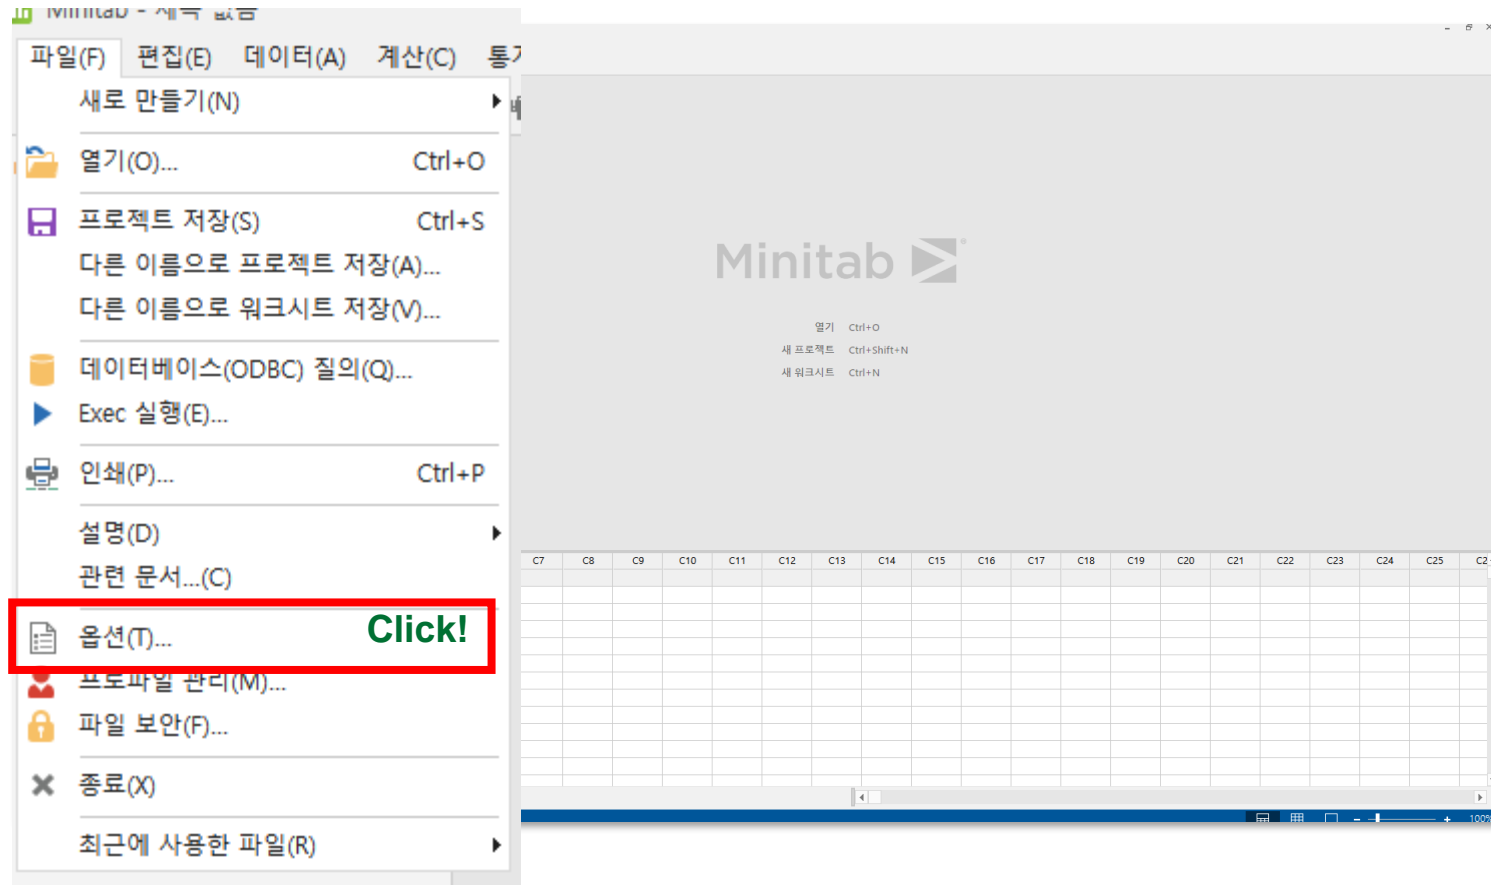 Minitab - 제목 없음
파일(F) 편집(E) 데이터(A) 계산(C)
새로 만들기(N)
열기(O)... Ctrl+O
프로젝트 저장(S) Ctrl+S
다른 이름으로 프로젝트 저장(A)...
다른 이름으로 워크시트 저장(V)...
데이터베이스(ODBC) 질의(Q)...
Exec 실행(E)...
인쇄(P)... Ctrl+P
설명(D)
관련 문서...(C)
옵션(T)... Click!
프로파일 관리(M)...
파일 보안(F)...
종료(X)
최근에 사용한 파일(R)
Minitab
열기 Ctrl+O
새 프로젝트 Ctrl+Shift+N
새 워크시트 Ctrl+N
C7 C8 C9 C10 C11 C12 C13 C14 C15 C16 C17 C18 C19 C20 C21 C22 C23 C24 C25
100%